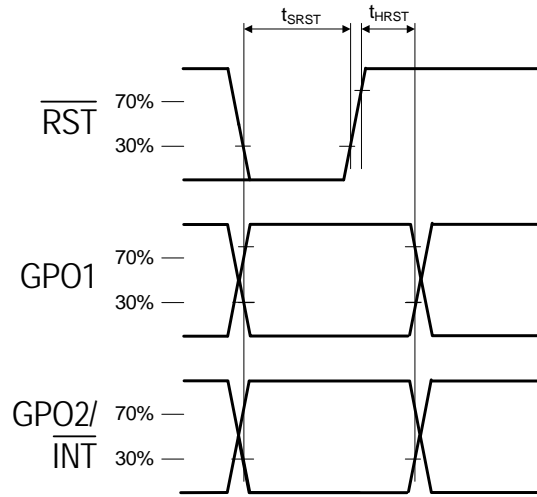 tSRST
tHRST
70%
RST
30%
GPO1
70%
30%
GPO2/
INT
70%
30%